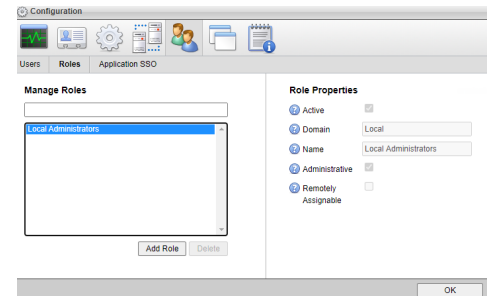 Configuration
Users Roles Application SSO
Manage Roles
Local Administrators
Add Role Delete
Role Properties
Active
Domain Local
Name Local Administrators
Administrative
Remotely
Assignable
OK